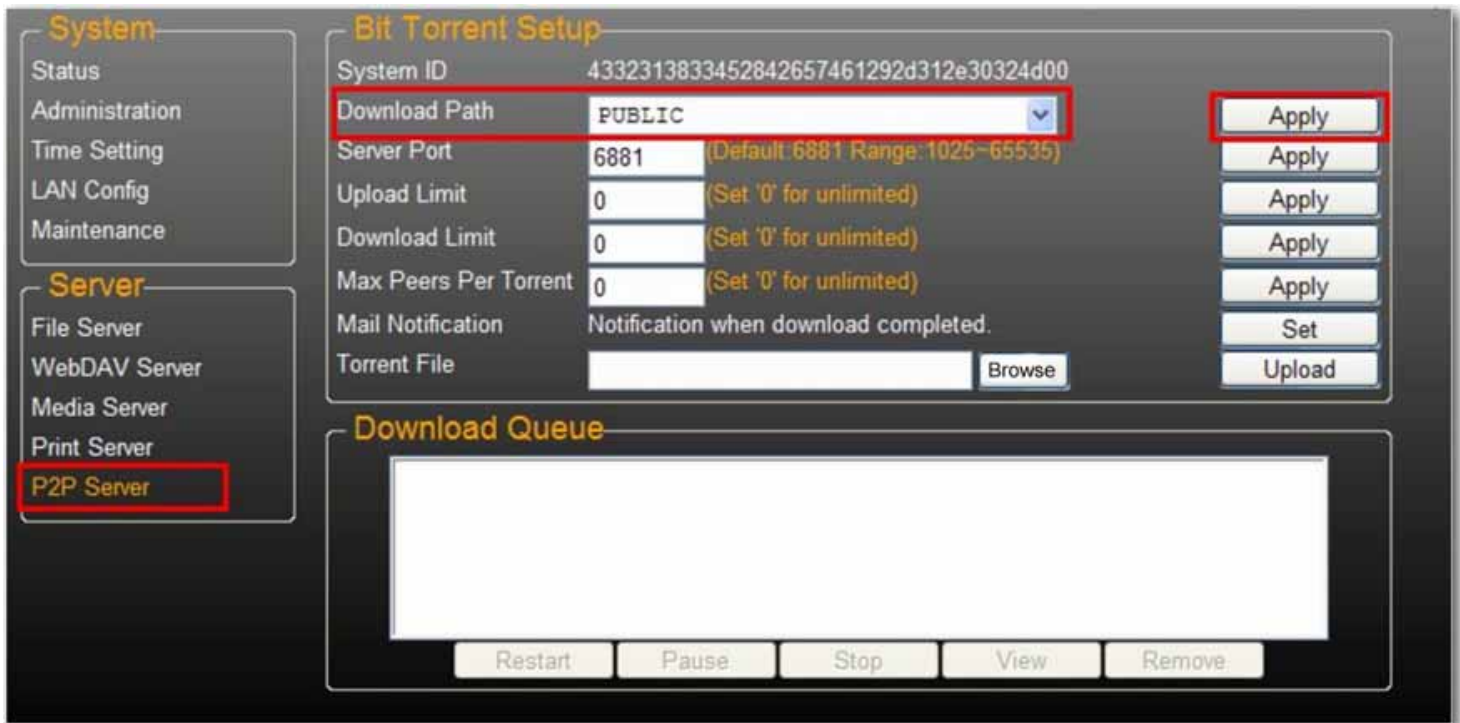 System
Status
Administration
Time Setting
LAN Config
Maintenance
Server
File Server
WebDAV Server
Media Server
Print Server
P2P Server
Bit Torrent Setup
System ID 4332313833452842657461292d312e30324d00
Download Path PUBLIC Apply
Server Port 6881 (Default:6881 Range:1025~65535) Apply
Upload Limit 0 (Set '0' for unlimited) Apply
Download Limit 0 (Set '0' for unlimited) Apply
Max Peers Per Torrent 0 (Set '0' for unlimited) Apply
Mail Notification Notification when download completed. Set
Torrent File Browse Upload
Download Queue
Restart Pause Stop View Remove